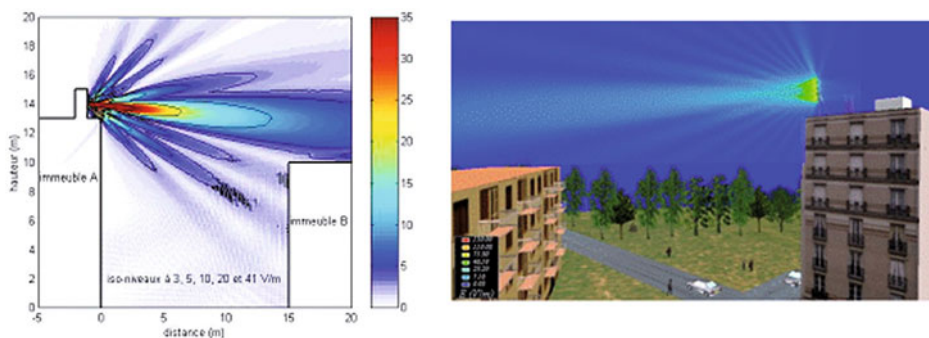 20
18
16
14
12
10
8
6
4
2
0
hauteur (m)
immeuble A
immeuble B
iso-niveaux à 3, 5, 10, 20 et 41 V/m
-5 0 5 10 15 20
distance (m)
35
30
25
20
15
10
5
0
E (V/m)